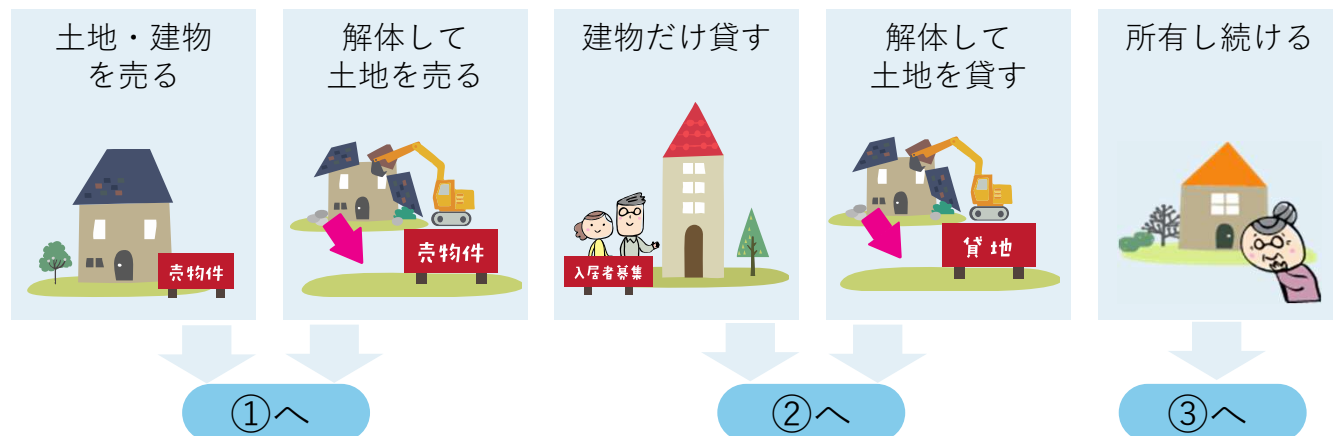 土地・建物
を売る
売物件
解体して
土地を売る
売物件
建物だけ貸す
入居者募集
解体して
土地を貸す
貸地
所有し続ける
①へ
②へ
③へ